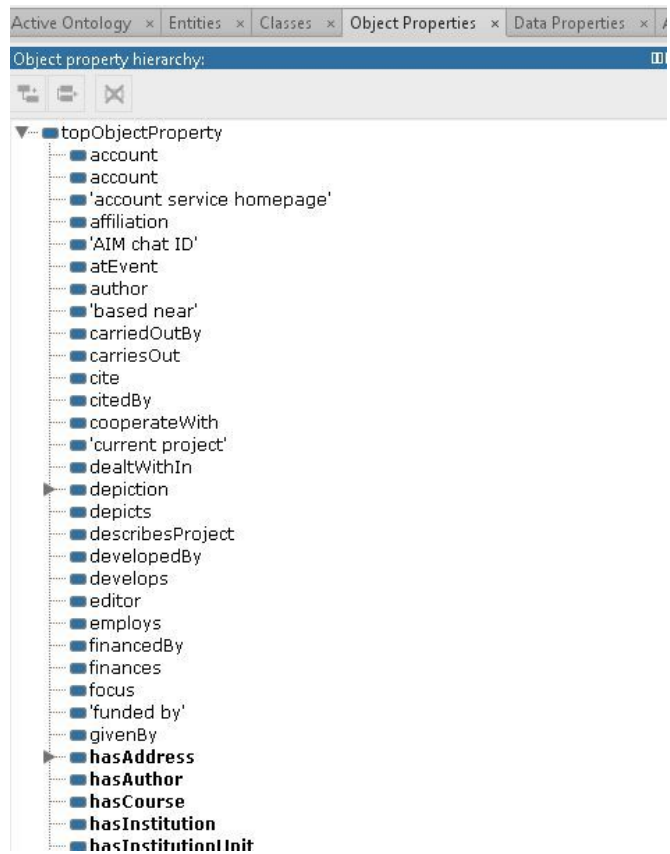 Active Ontology × Entities × Classes × Object Properties × Data Properties ×
Object property hierarchy:
topObjectProperty
account
account
'account service homepage'
affiliation
'AIM chat ID'
atEvent
author
'based near'
carriedOutBy
carriesOut
cite
citedBy
cooperateWith
'current project'
dealtWithIn
depiction
depicts
describesProject
developedBy
develops
editor
employs
financedBy
finances
focus
'funded by'
givenBy
hasAddress
hasAuthor
hasCourse
hasInstitution
hasInstitutionUnit